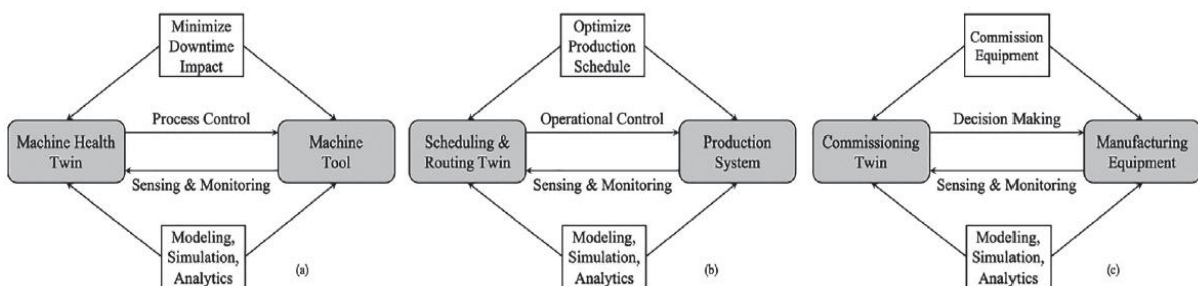 Minimize
Downtime
Impact
Process Control
Machine Health
Twin
Machine
Tool
Sensing & Monitoring
Modeling,
Simulation,
Analytics
(a)
Optimize
Production
Schedule
Operational Control
Scheduling &
Routing Twin
Production
System
Sensing & Monitoring
Modeling,
Simulation,
Analytics
(b)
Commission
Equipment
Decision Making
Commissioning
Twin
Manufacturing
Equipment
Sensing & Monitoring
Modeling,
Simulation,
Analytics
(c)